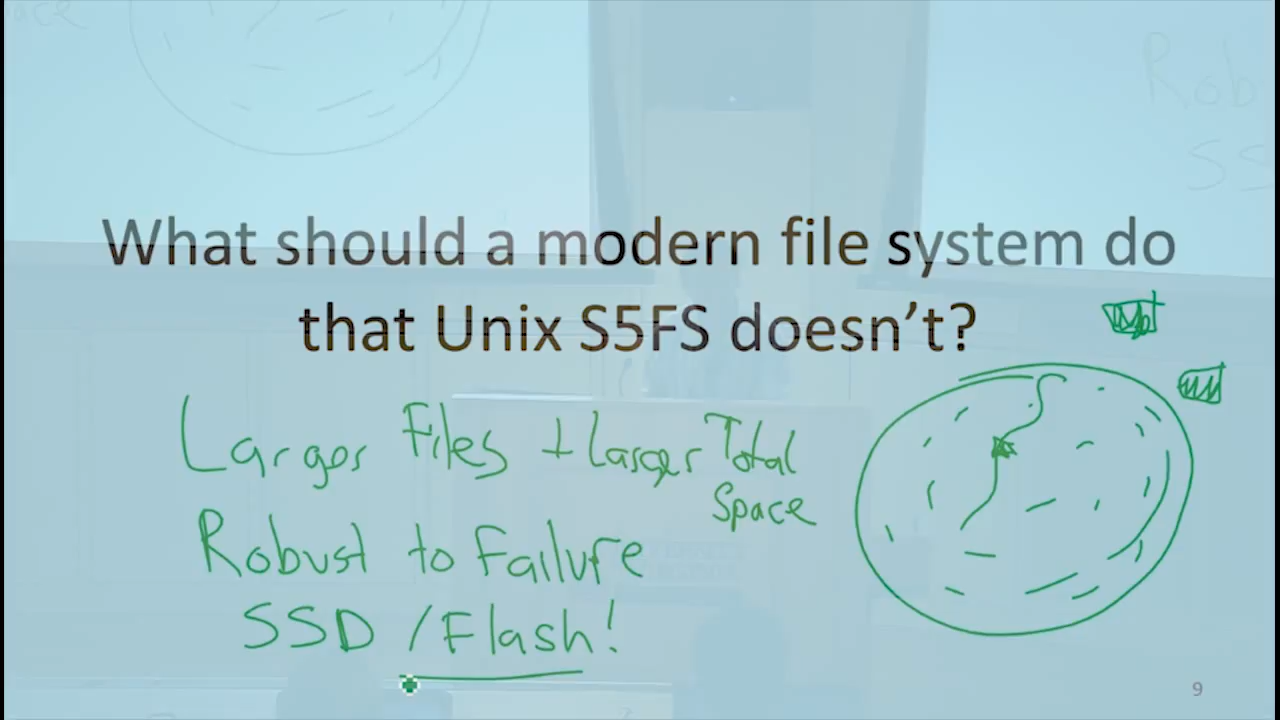 What should a modern file system do
that Unix S5FS doesn't?
Larger Files + Larger Total
Space
Robust to Failure
SSD / Flash!
9